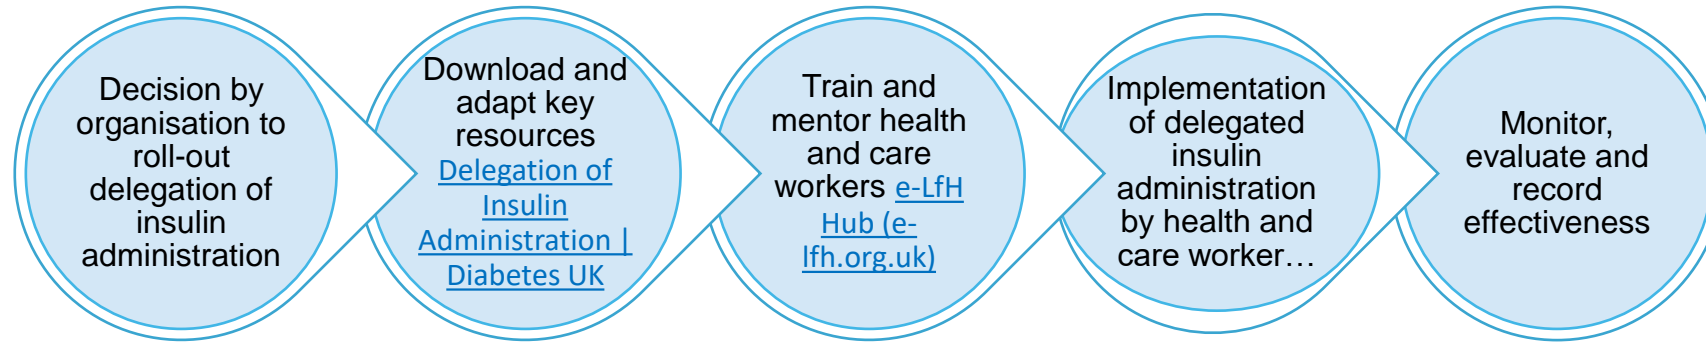 Decision by
organisation to
roll-out
delegation of
insulin
administration
Download and
adapt key
resources
Delegation of
Insulin
Administration |
Diabetes UK
Train and
mentor health
and care
workers e-LfH
Hub (e-
lfh.org.uk)
Implementation
of delegated
insulin
administration
by health and
care worker…
Monitor,
evaluate and
record
effectiveness